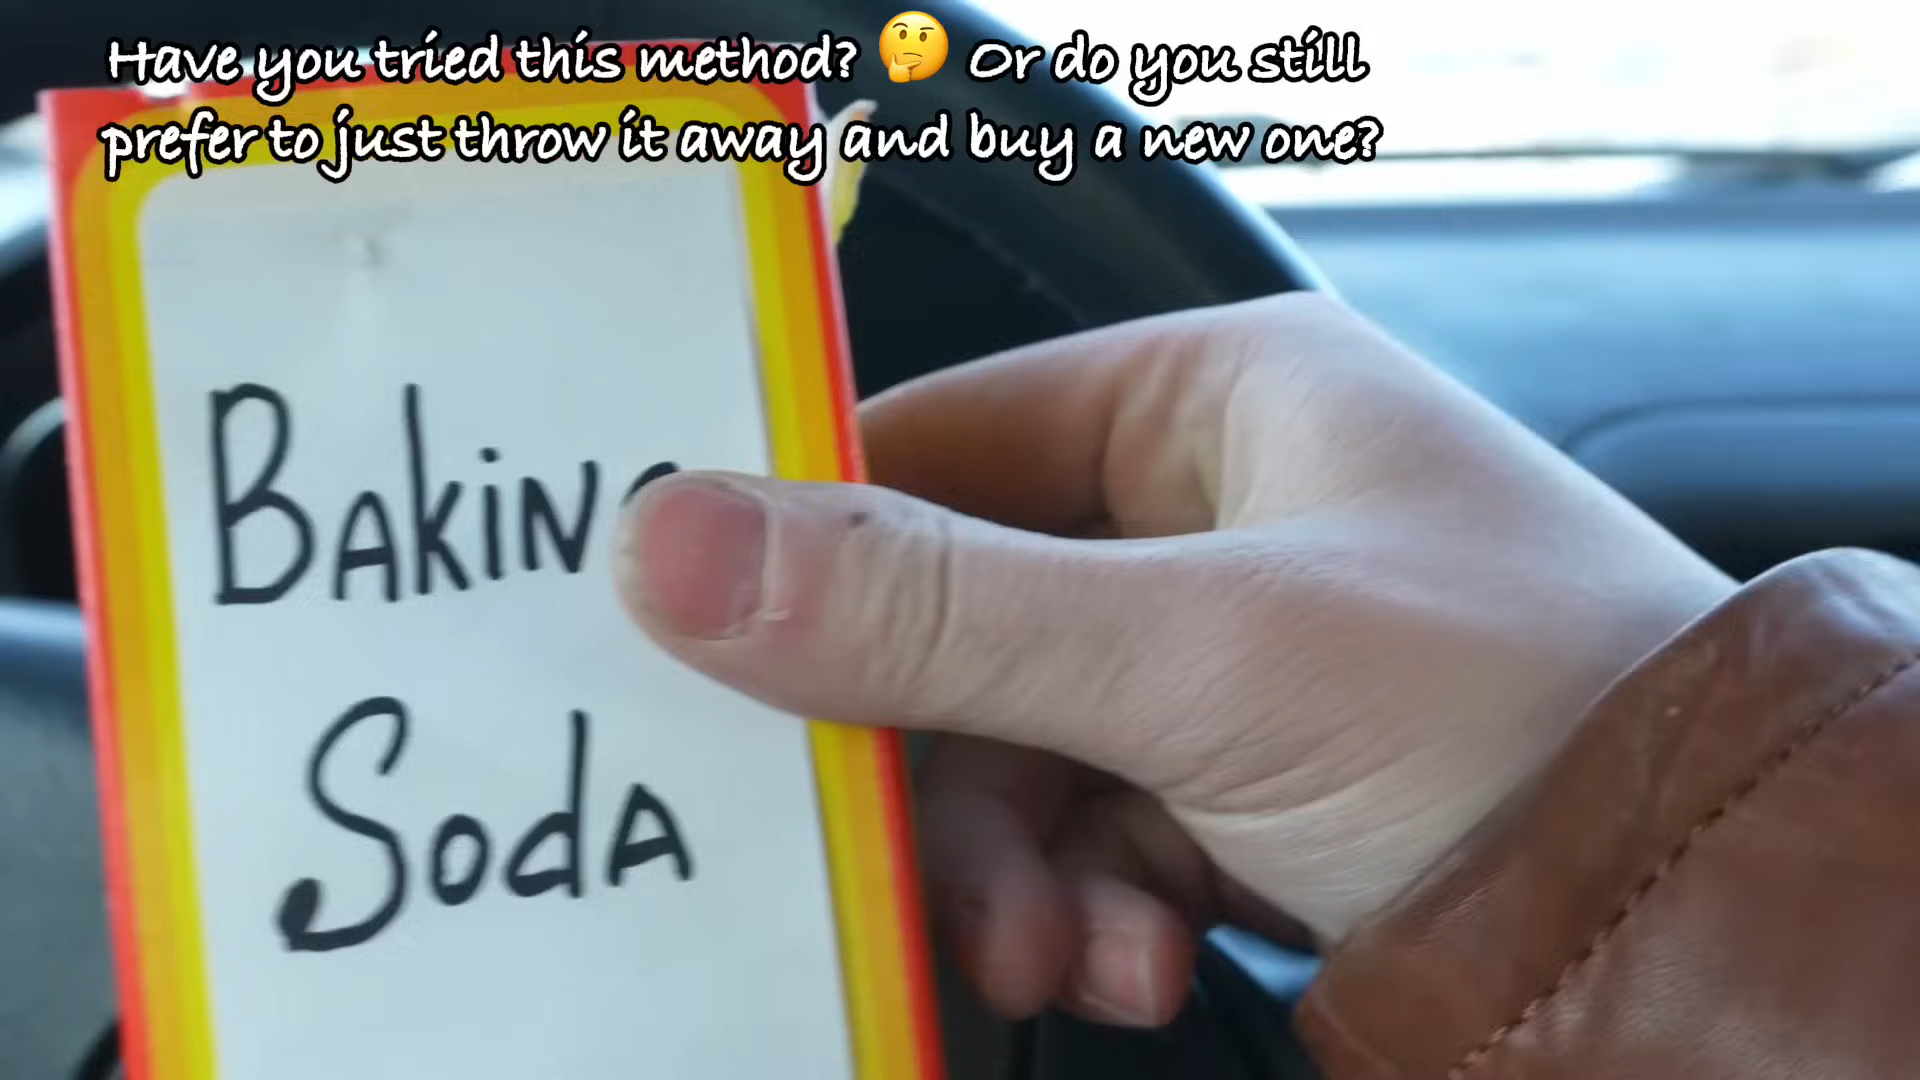 Have you tried this method? 🤔 Or do you still
prefer to just throw it away and buy a new one?
BAkiN
SodA